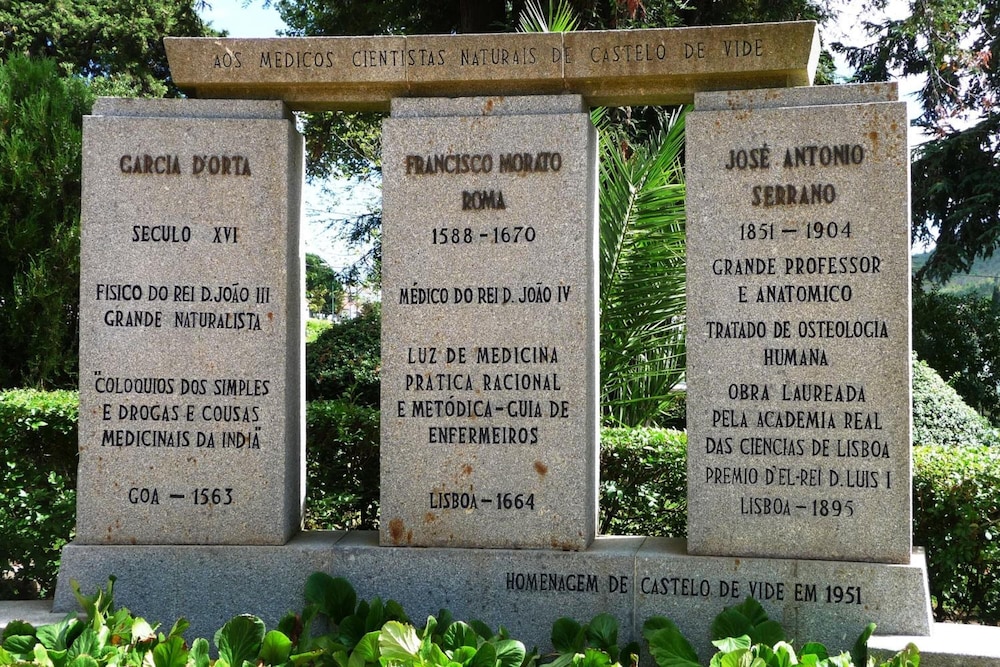 AOS MEDICOS CIENTISTAS NATURAIS DE CASTELO DE VIDE
GARCIA D'ORTA
SECULO XVI
FISICO DO REI D. JOÃO III
GRANDE NATURALISTA
"COLOQUIOS DOS SIMPLES
E DROGAS E COUSAS
MEDICINAIS DA INDIA"
GOA - 1563
FRANCISCO MORATO
ROMA
1588 - 1670
MÉDICO DO REI D. JOÃO IV
LUZ DE MEDICINA
PRATICA RACIONAL
E METÓDICA - GUIA DE
ENFERMEIROS
LISBOA - 1664
JOSÉ ANTONIO
SERRANO
1851 - 1904
GRANDE PROFESSOR
E ANATOMICO
TRATADO DE OSTEOLOGIA
HUMANA
OBRA LAUREADA
PELA ACADEMIA REAL
DAS CIENCIAS DE LISBOA
PREMIO D'EL-REI D. LUIS I
LISBOA - 1895
HOMENAGEM DE CASTELO DE VIDE EM 1951